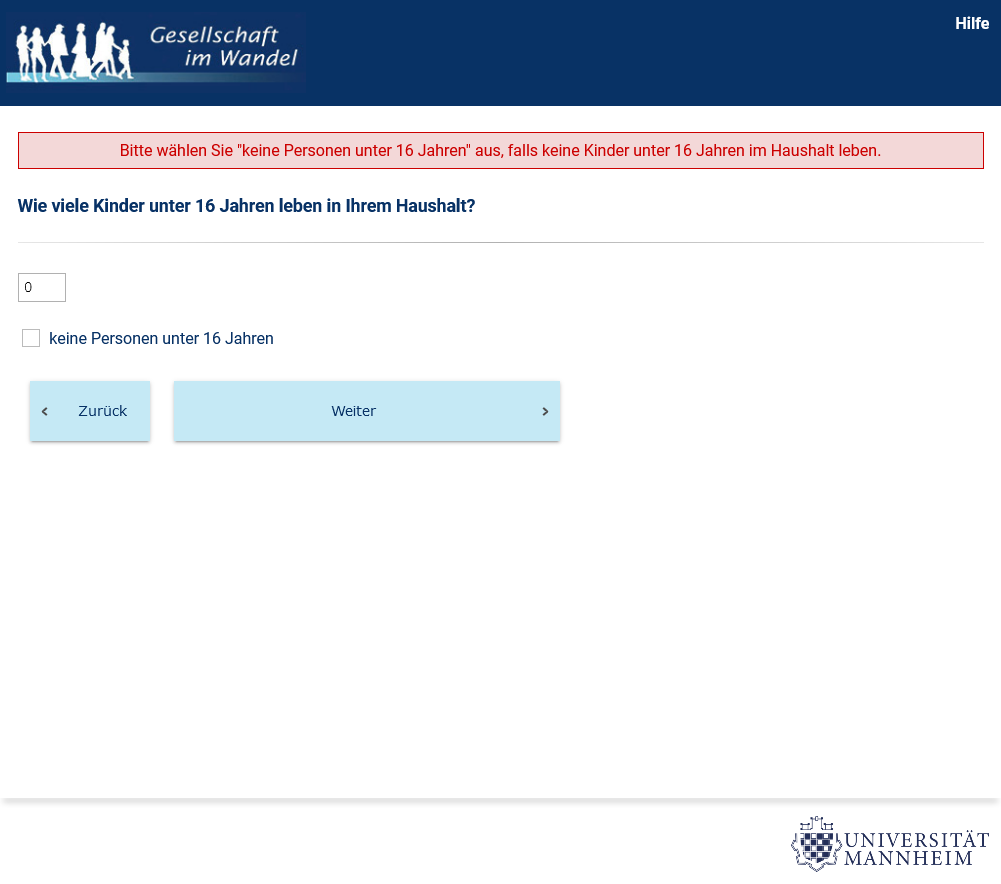 Gesellschaft
im Wandel
Hilfe
Bitte wählen Sie "keine Personen unter 16 Jahren" aus, falls keine Kinder unter 16 Jahren im Haushalt leben.
Wie viele Kinder unter 16 Jahren leben in Ihrem Haushalt?
0
keine Personen unter 16 Jahren
Zurück
Weiter
UNIVERSITÄT
MANNHEIM